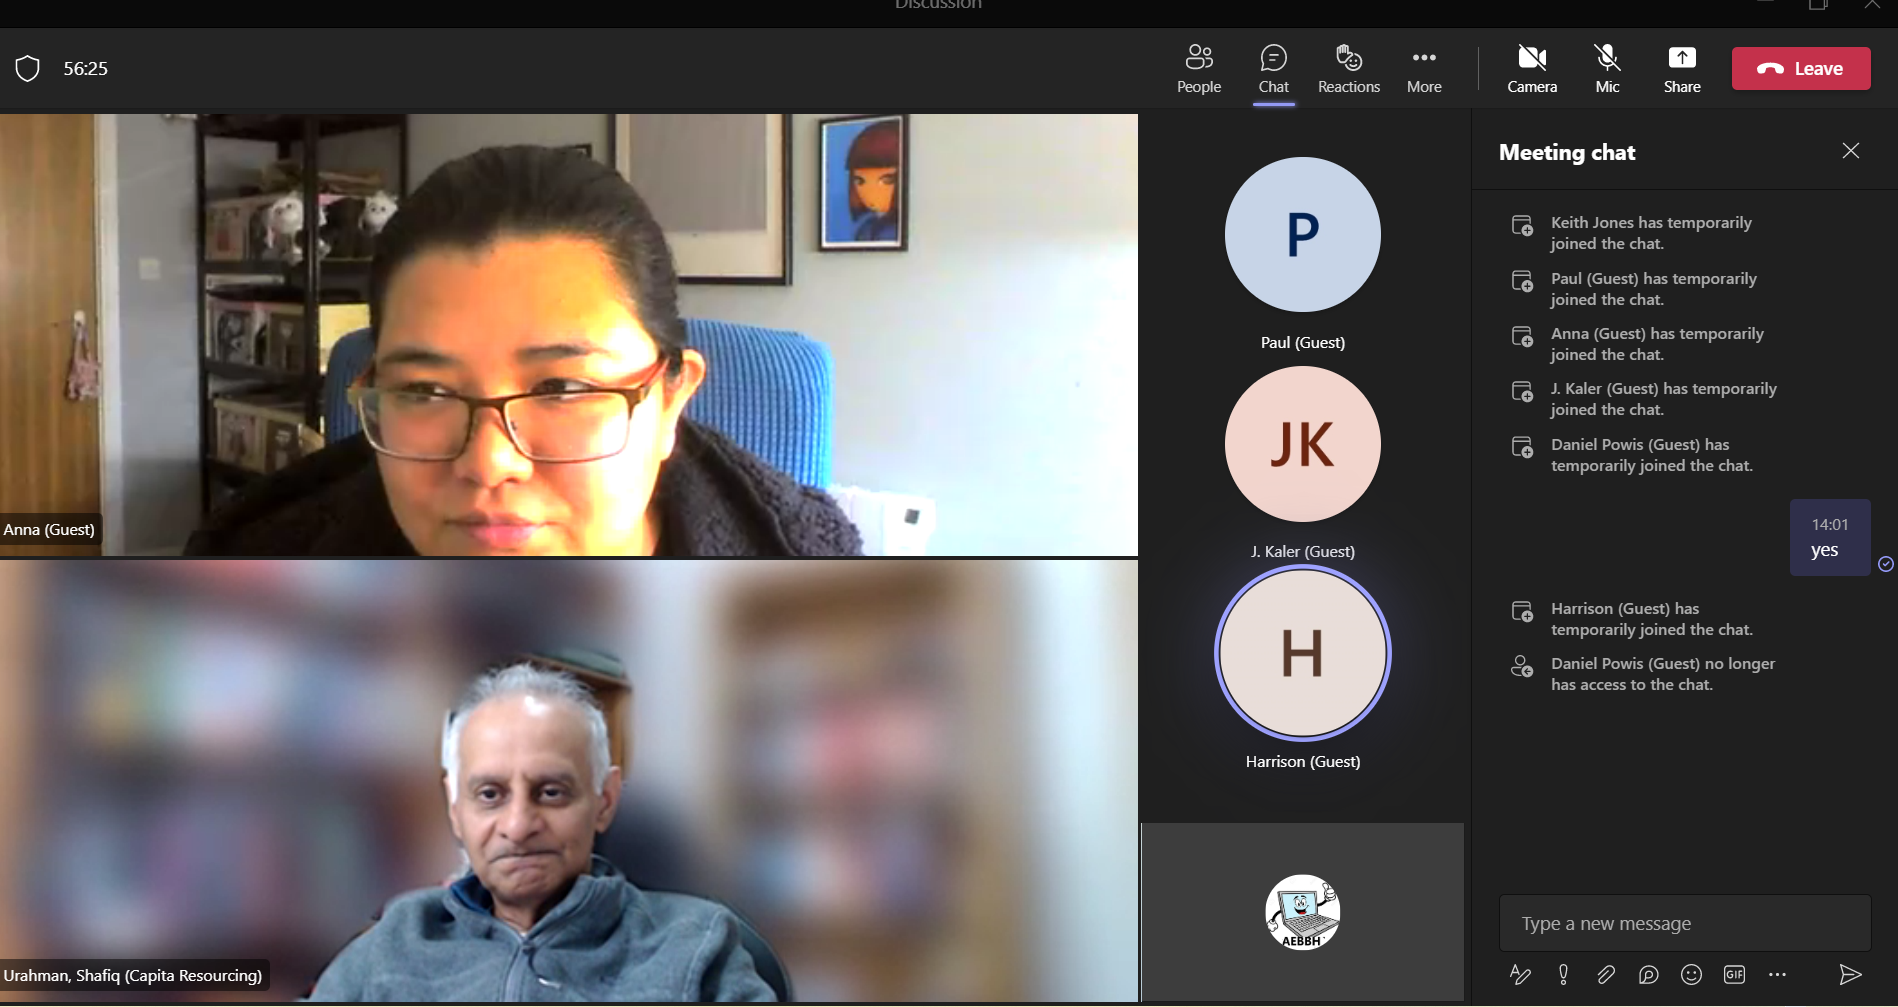 Discussion
56:25
People
Chat
Reactions
More
Camera
Mic
Share
Leave
Anna (Guest)
Urahman, Shafiq (Capita Resourcing)
P
Paul (Guest)
JK
J. Kaler (Guest)
H
Harrison (Guest)
AEBBH
Meeting chat
Keith Jones has temporarily
joined the chat.
Paul (Guest) has temporarily
joined the chat.
Anna (Guest) has temporarily
joined the chat.
J. Kaler (Guest) has temporarily
joined the chat.
Daniel Powis (Guest) has
temporarily joined the chat.
14:01
yes
Harrison (Guest) has
temporarily joined the chat.
Daniel Powis (Guest) no longer
has access to the chat.
Type a new message
GIF